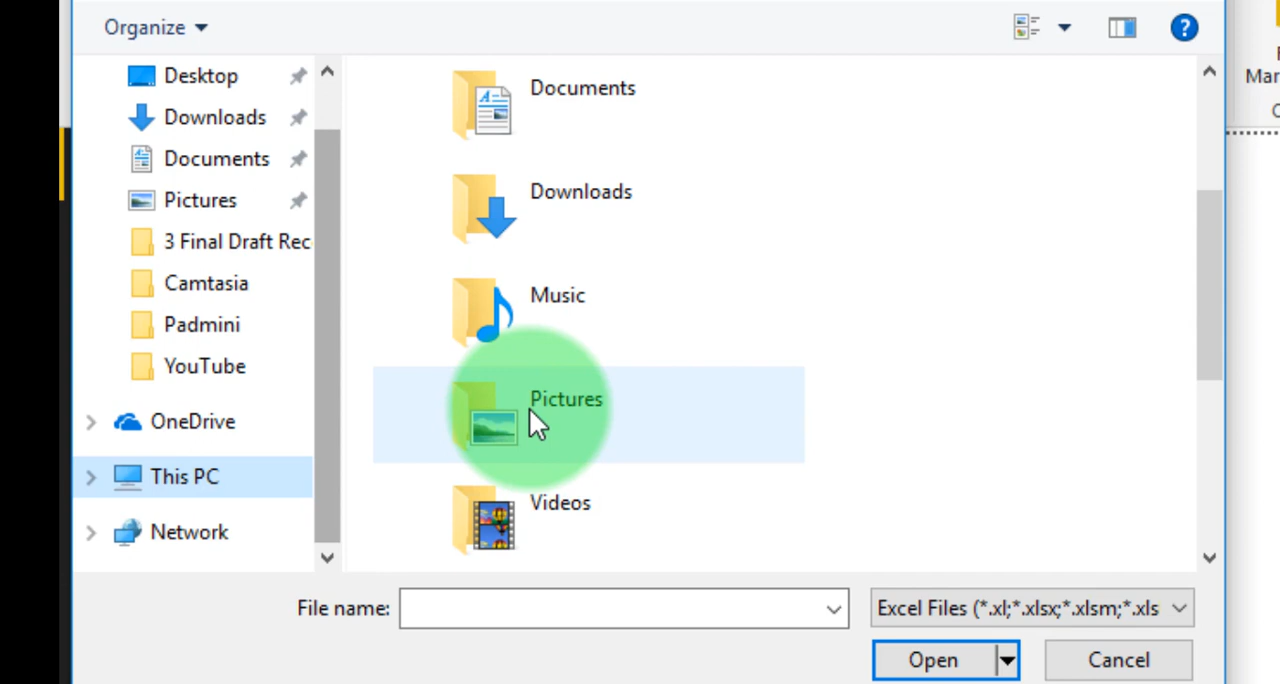 Organize
Desktop
Downloads
Documents
Pictures
3 Final Draft Rec
Camtasia
Padmini
YouTube
OneDrive
This PC
Network
Documents
Downloads
Music
Pictures
Videos
File name:
Excel Files (*.xl;*.xlsx;*.xlsm;*.xls
Open
Cancel
Mar